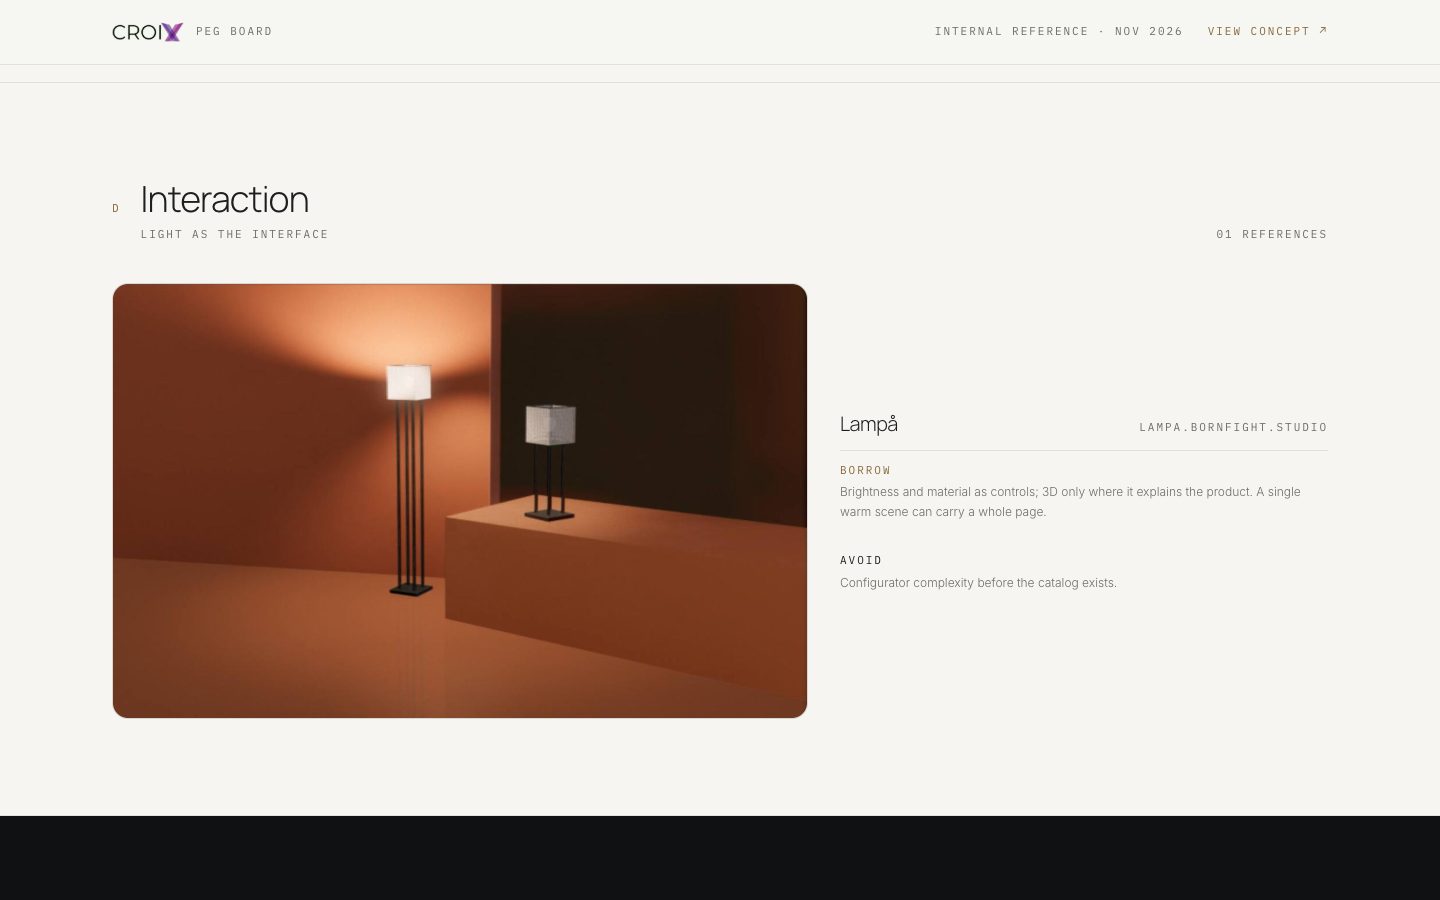 CROIX PEG BOARD
INTERNAL REFERENCE · NOV 2026
VIEW CONCEPT ↗
D
Interaction
LIGHT AS THE INTERFACE
01 REFERENCES
Lampå
LAMPA.BORNFIGHT.STUDIO
BORROW
Brightness and material as controls; 3D only where it explains the product. A single
warm scene can carry a whole page.
AVOID
Configurator complexity before the catalog exists.